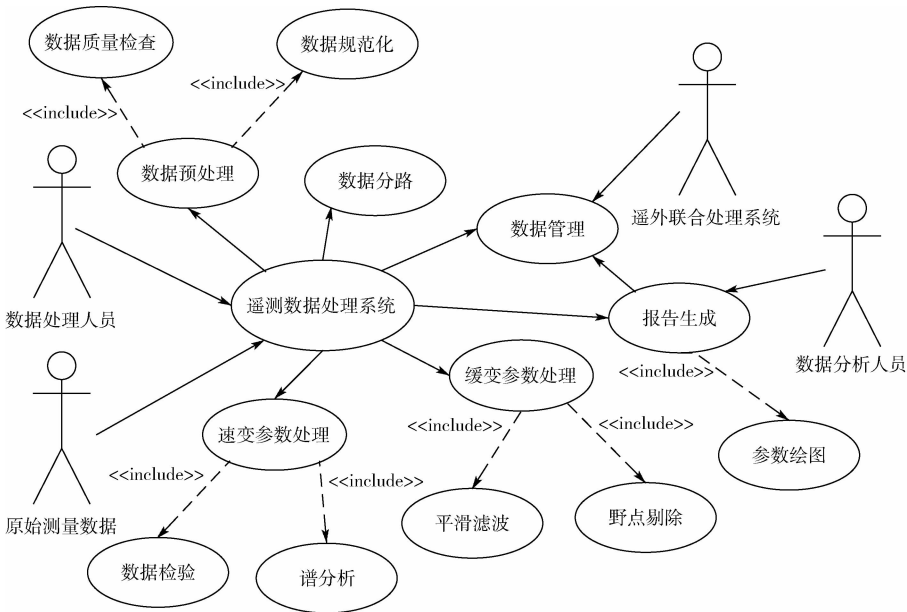 数据质量检查
数据规范化
<<include>>
<<include>>
数据预处理
数据分路
遥外联合处理系统
数据管理
数据处理人员
遥测数据处理系统
报告生成
数据分析人员
缓变参数处理
<<include>>
<<include>>
<<include>>
速变参数处理
参数绘图
<<include>>
<<include>>
原始测量数据
平滑滤波
野点剔除
数据检验
谱分析